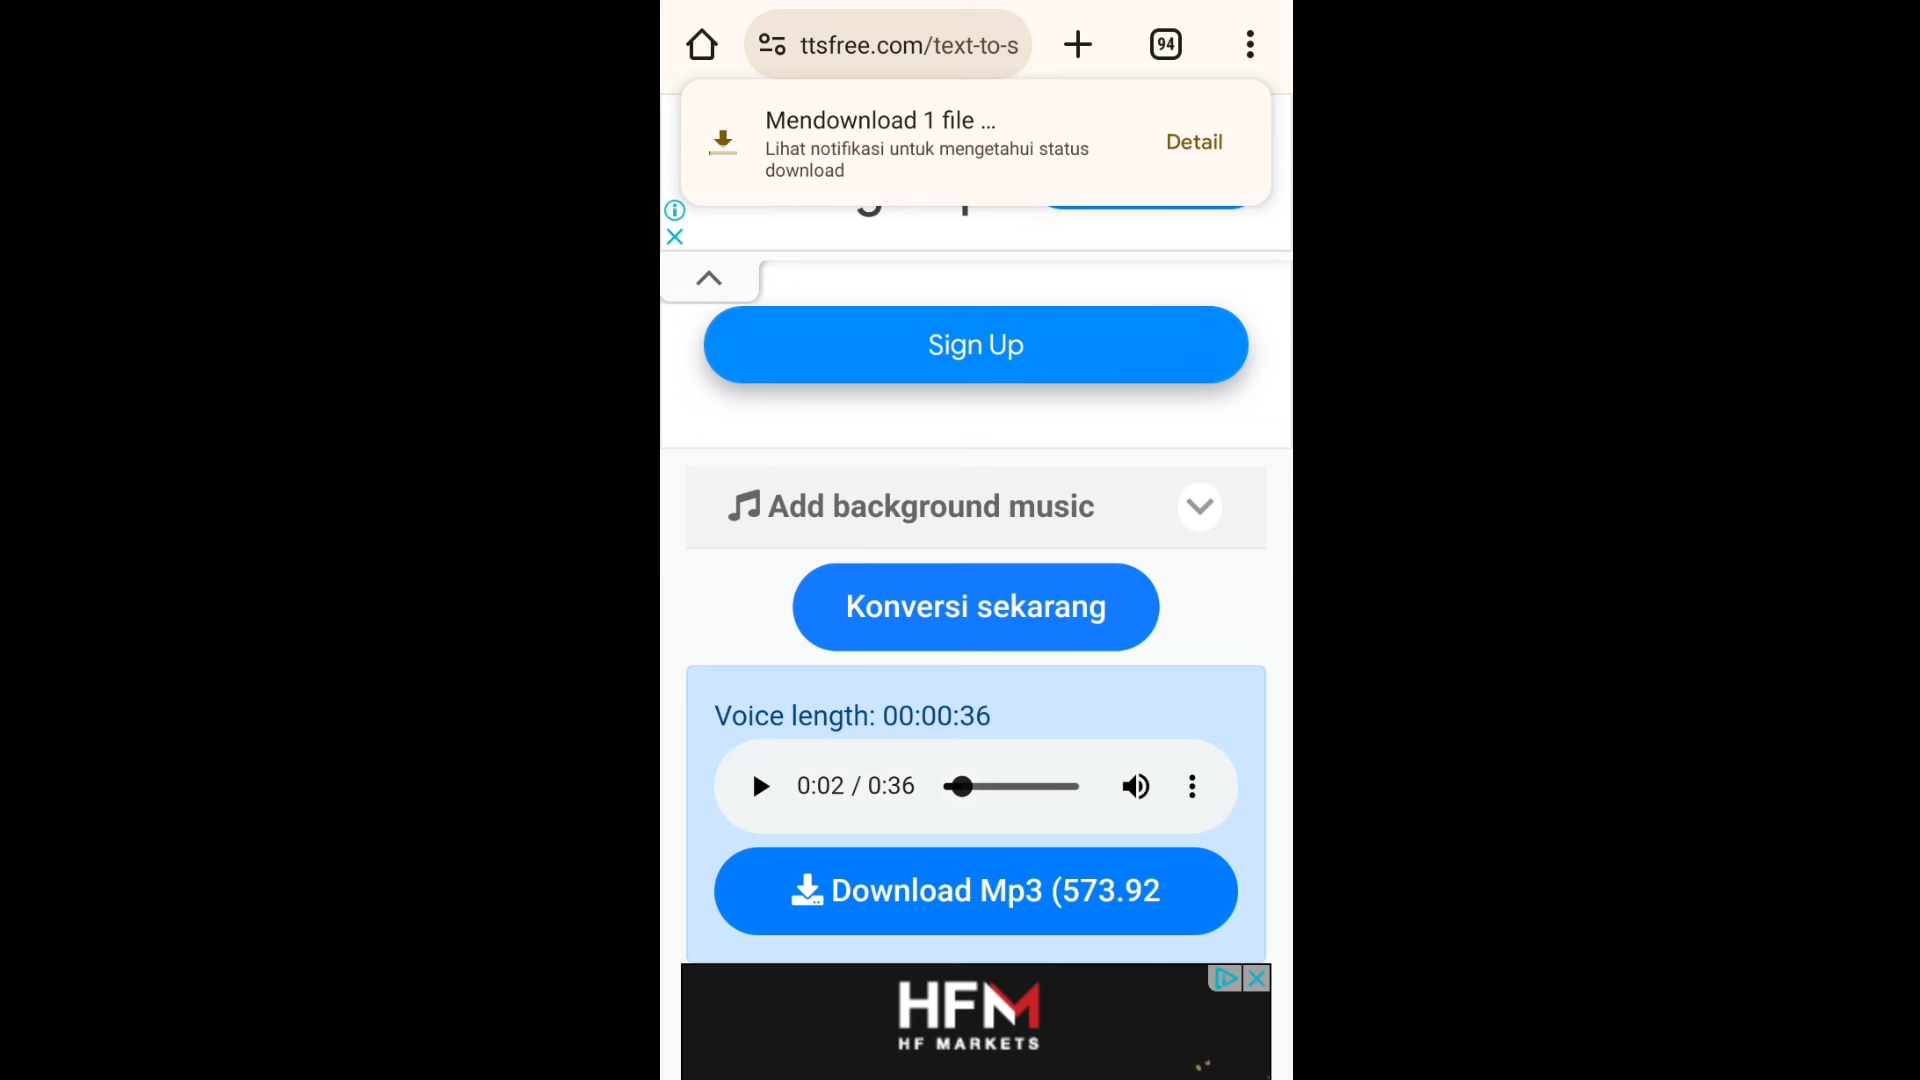 ttsfree.com/text-to-s
94
Mendownload 1 file ...
Detail
Lihat notifikasi untuk mengetahui status
download
Sign Up
Add background music
Konversi sekarang
Voice length: 00:00:36
0:02 / 0:36
Download Mp3 (573.92
HFM
HF MARKETS